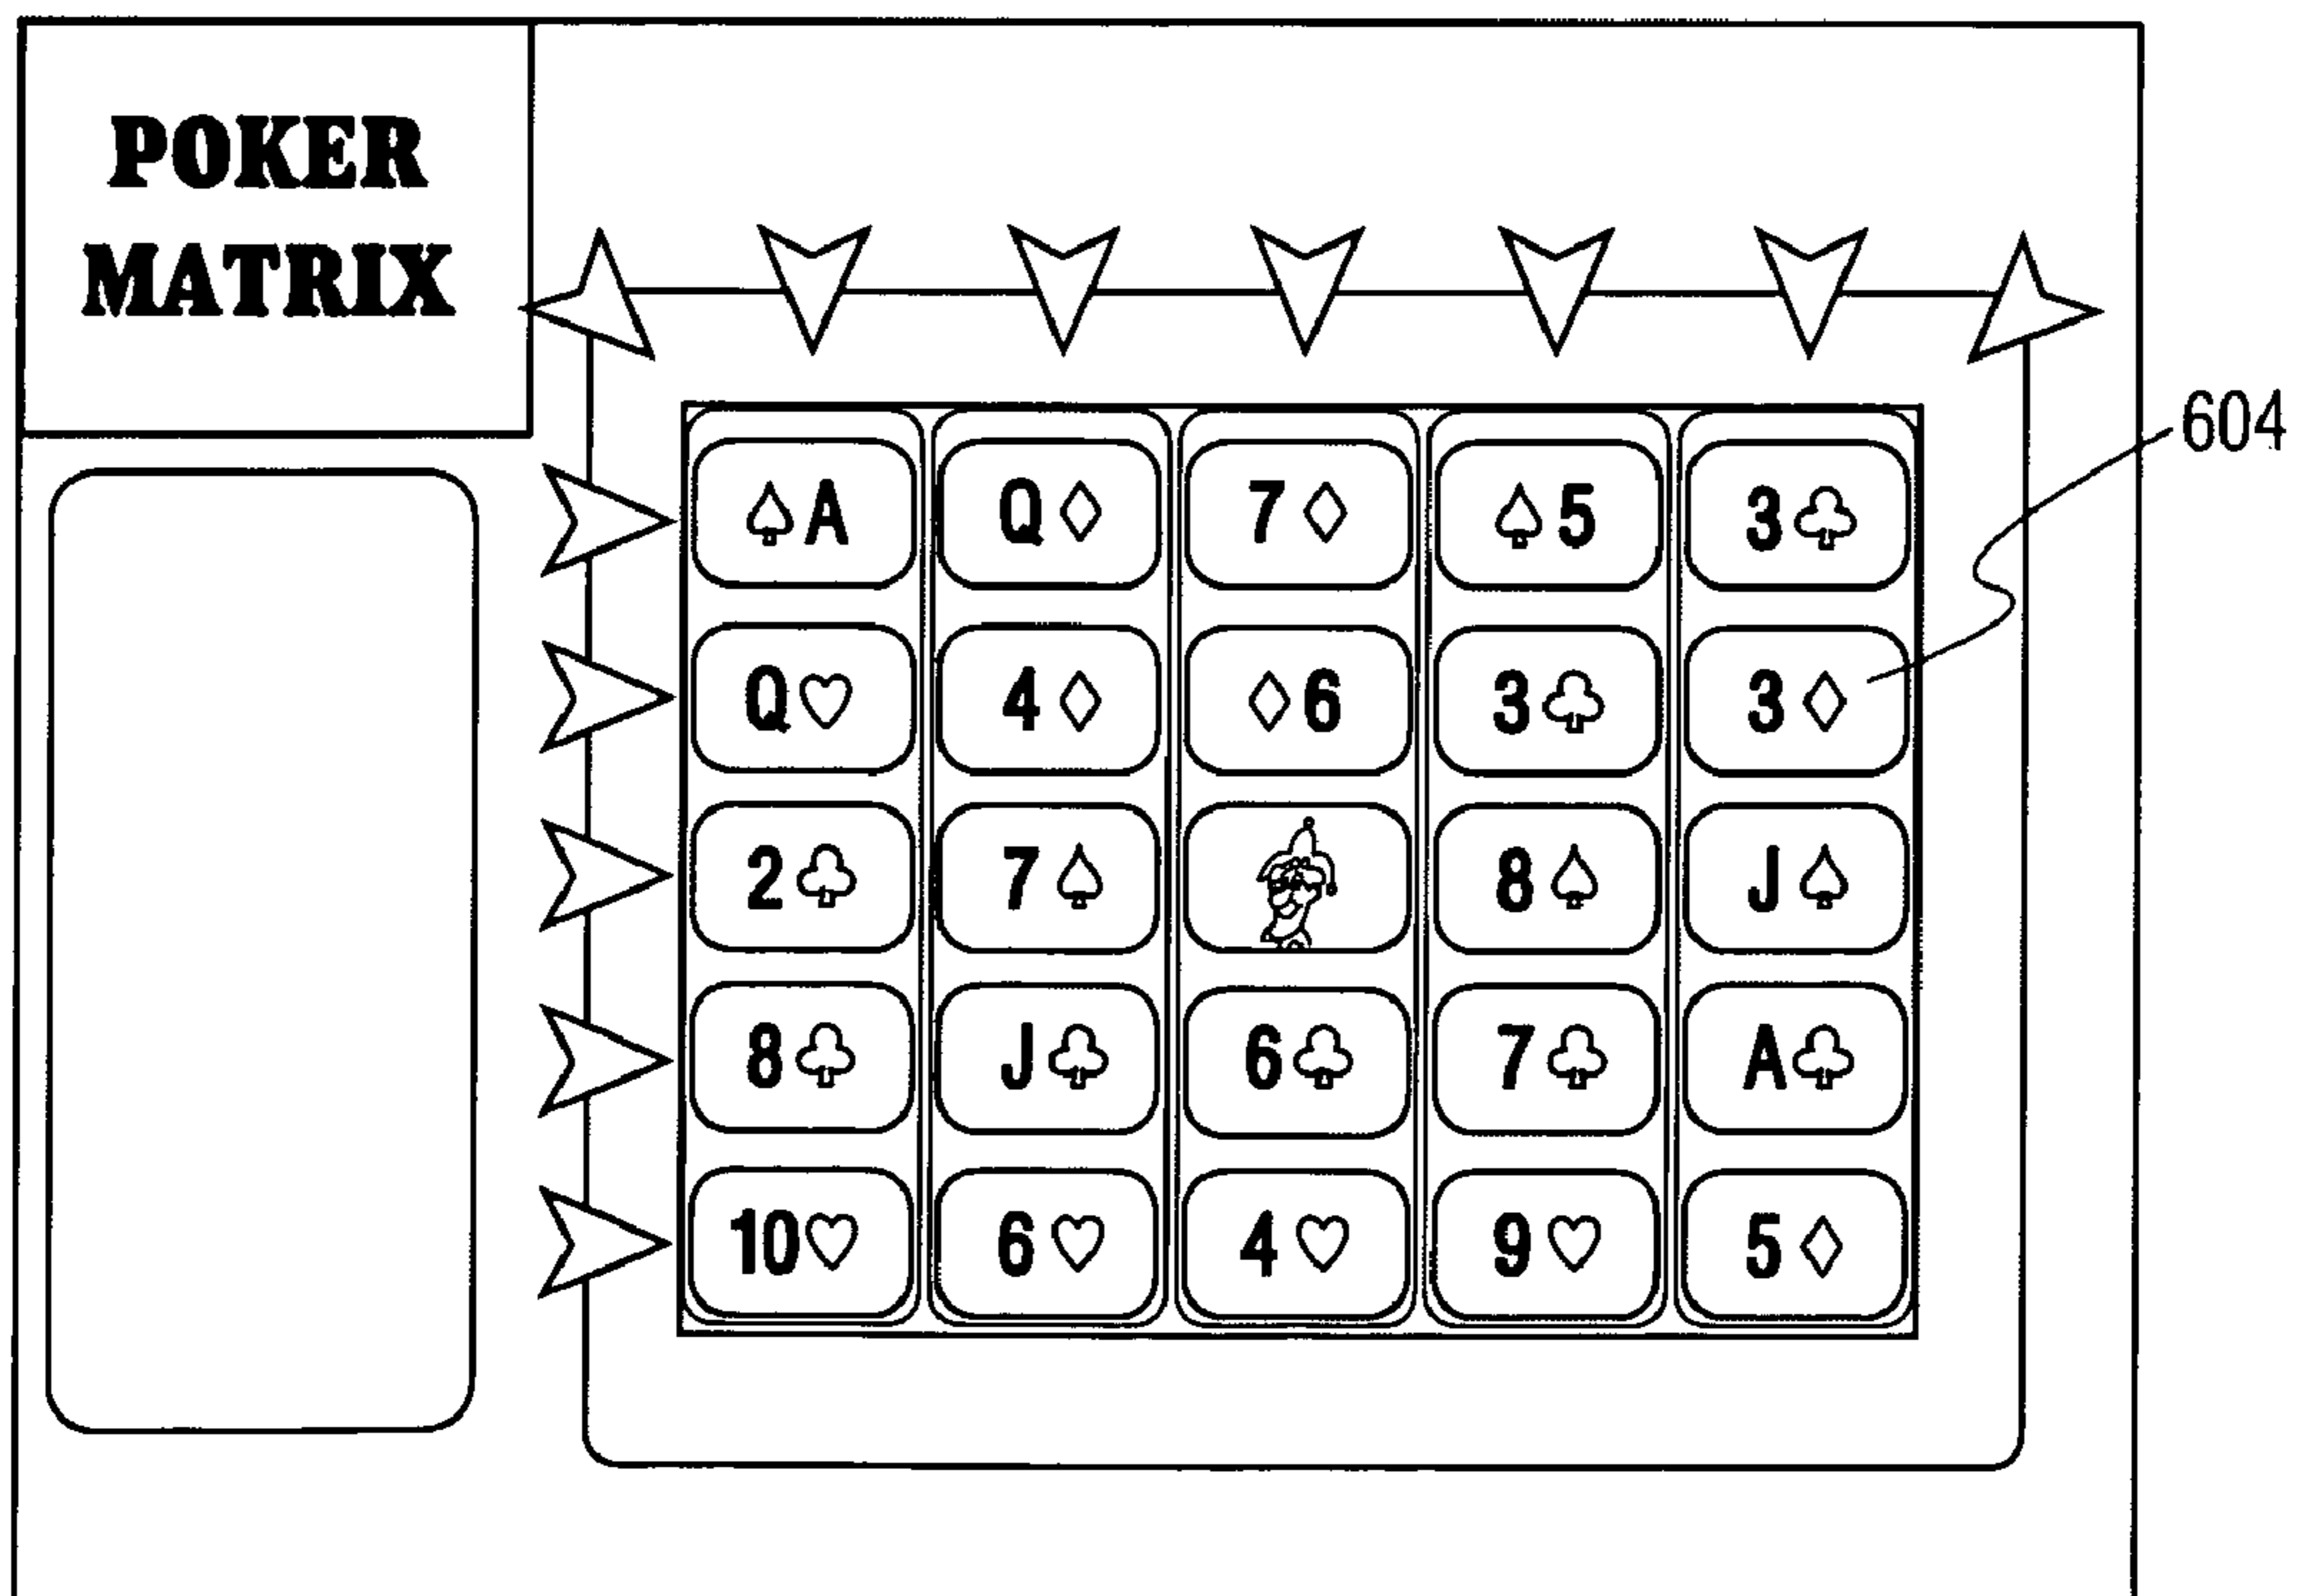 POKER
MATRIX
604
♤A Q♢ 7♢ ♤5 3♧
Q♡ 4♢ ♢6 3♧ 3♢
2♧ 7♤ 8♤ J♤
8♧ J♧ 6♧ 7♧ A♧
10♡ 6♡ 4♡ 9♡ 5♢